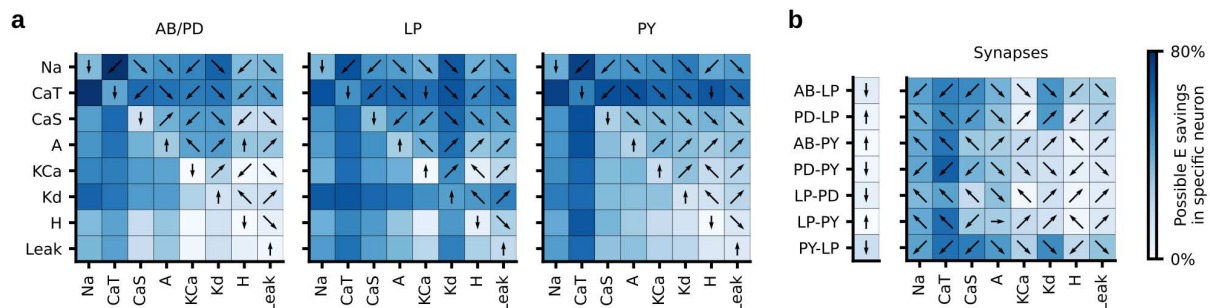 a
AB/PD
LP
PY
b
Synapses
80%
0%
Possible E savings
in specific neuron
Na
CaT
CaS
A
KCa
Kd
H
Leak
AB-LP
PD-LP
AB-PY
PD-PY
LP-PD
LP-PY
PY-LP
Na
CaT
CaS
A
KCa
Kd
H
Leak
Na
CaT
CaS
A
KCa
Kd
H
Leak
Na
CaT
CaS
A
KCa
Kd
H
Leak
Na
CaT
CaS
A
KCa
Kd
H
Leak